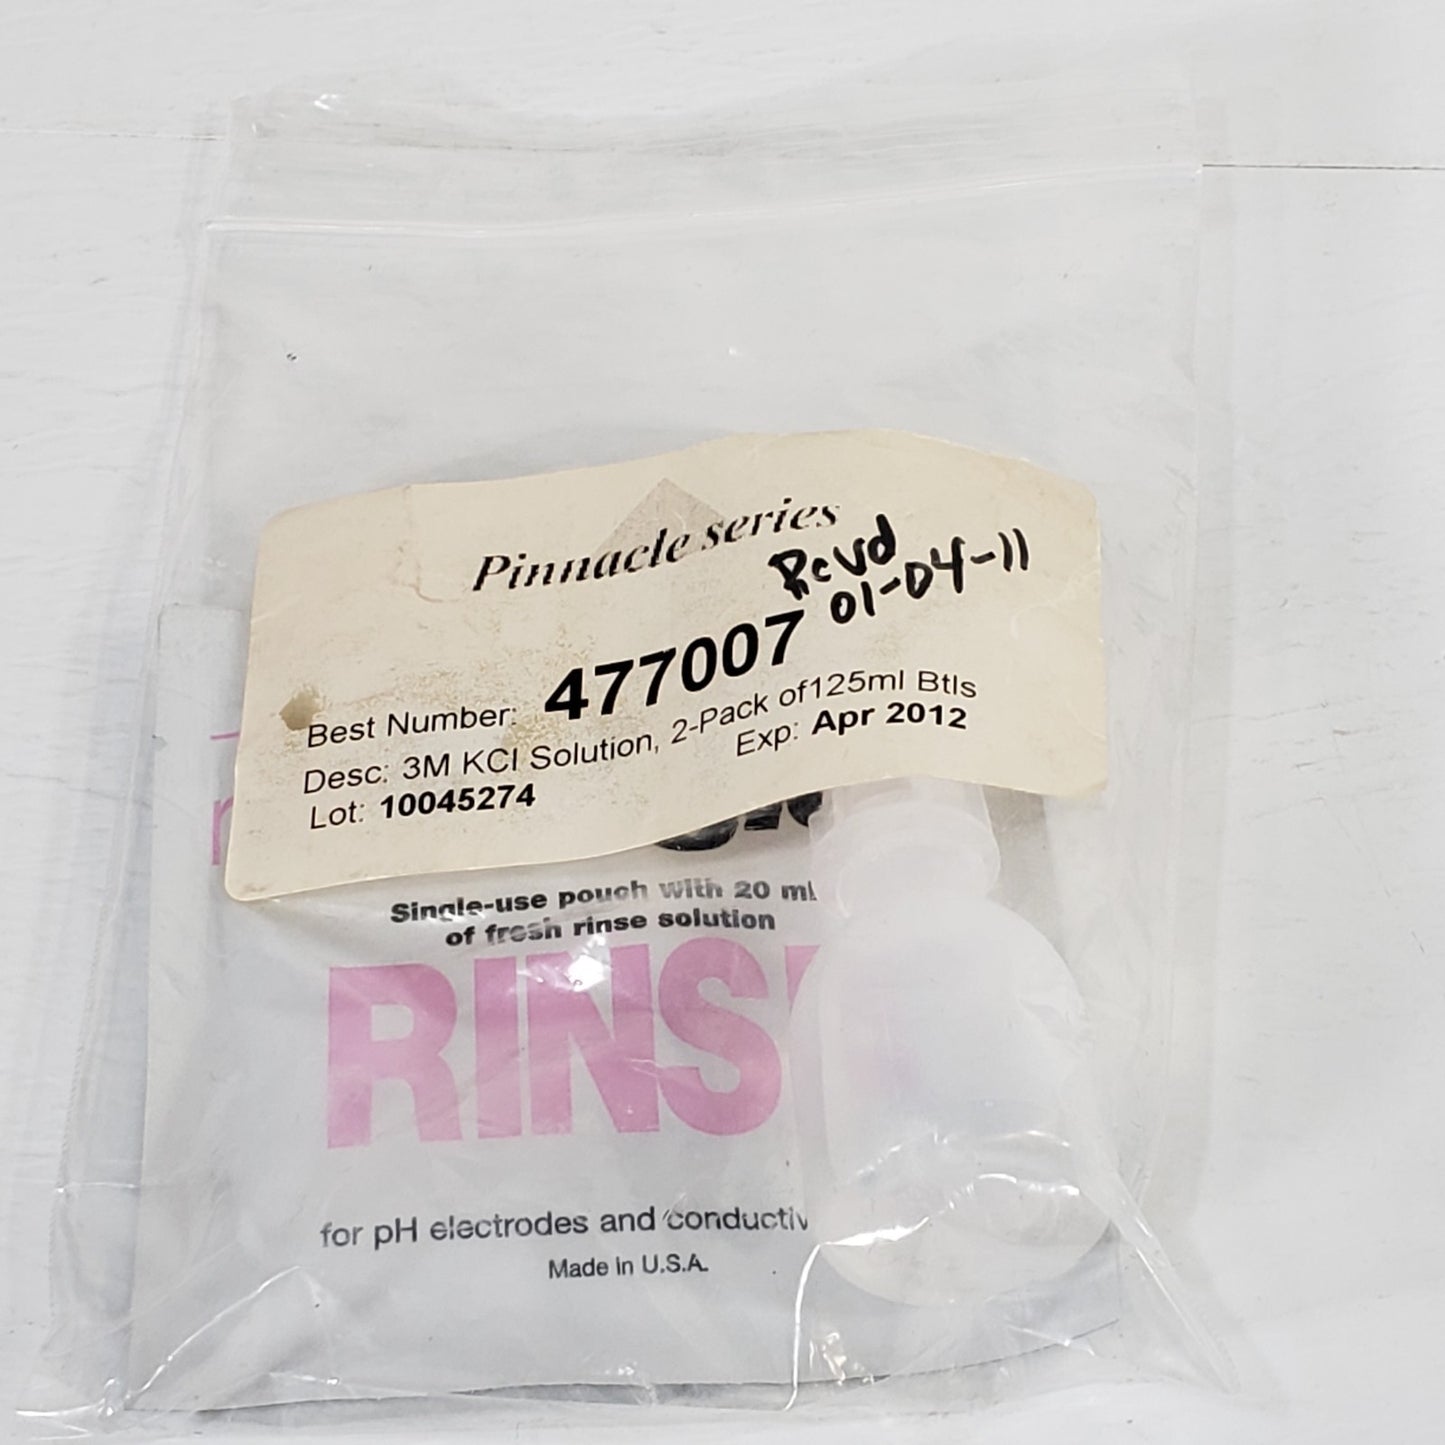 Pinnacle series
Rcvd
01-04-11
Best Number: 477007
Desc: 3M KCl Solution, 2-Pack of125ml Btls
Lot: 10045274 Exp: Apr 2012
Single-use pouch with 20 ml
of fresh rinse solution
RINS
for pH electrodes and conductiv
Made in U.S.A.